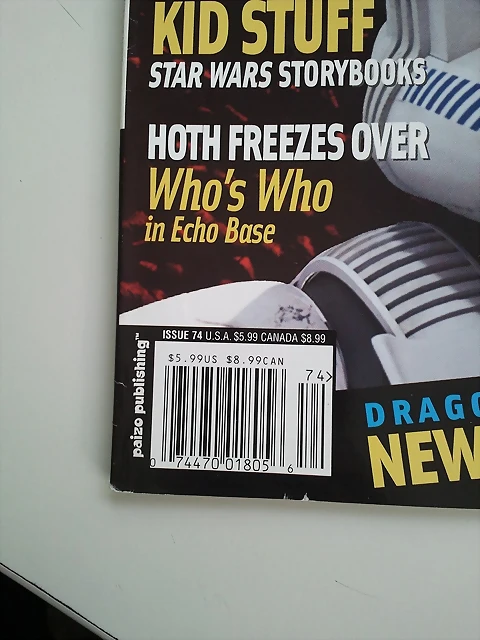 KID STUFF
STAR WARS STORYBOOKS
HOTH FREEZES OVER
Who's Who
in Echo Base
ISSUE 74 U.S.A. $5.99 CANADA $8.99
$5.99US $8.99CAN
74>
paizo publishing™
0 74470 01805 6
DRAGO
NEW